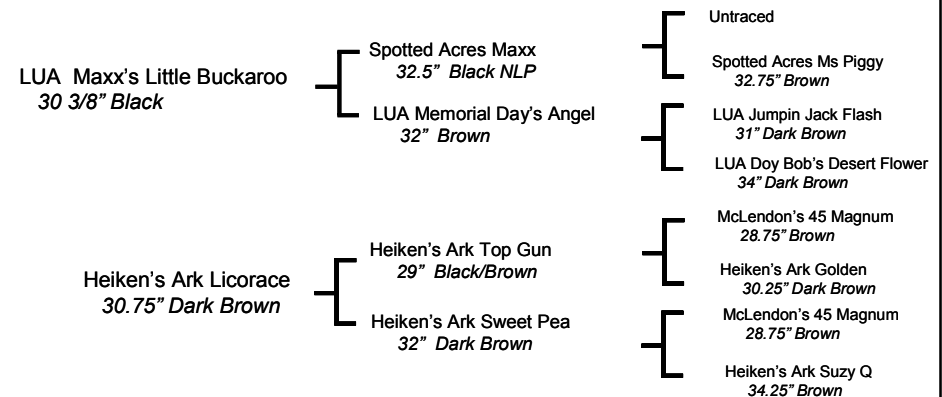 LUA  Maxx's Little Buckaroo
30 3/8" Black
Spotted Acres Maxx
32.5"  Black NLP
LUA Memorial Day's Angel
32"  Brown
Untraced
Spotted Acres Ms Piggy
32.75" Brown
LUA Jumpin Jack Flash
31" Dark Brown
LUA Doy Bob's Desert Flower
34" Dark Brown
Heiken's Ark Licorace
30.75" Dark Brown
Heiken's Ark Top Gun
29"  Black/Brown
Heiken's Ark Sweet Pea
32"  Dark Brown
McLendon's 45 Magnum
28.75" Brown
Heiken's Ark Golden
30.25" Dark Brown
McLendon's 45 Magnum
28.75" Brown
Heiken's Ark Suzy Q
34.25" Brown